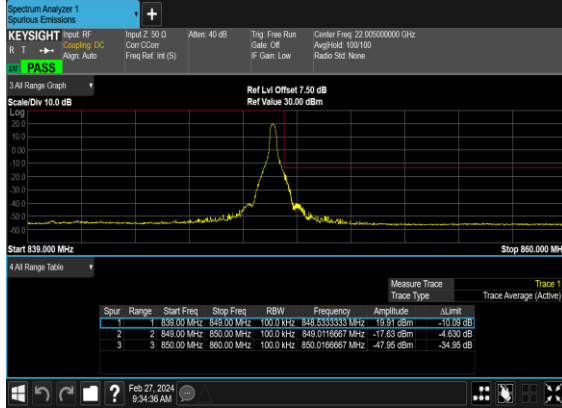 Spectrum Analyzer 1
Spurious Emissions
+
KEYSIGHT Input: RF Input Z: 50 Ω Atten: 40 dB Trig: Free Run Center Freq: 22.005000000 GHz
R T Coupling: DC Corr CCorr Gate: Off Avg|Hold: 100/100
Align: Auto Freq Ref: Int (S) IF Gain: Low Radio Std: None
LXI PASS
3 All Range Graph
Ref Lvl Offset 7.50 dB
Scale/Div 10.0 dB Ref Value 30.00 dBm
Log
20.0
10.0
0.00
-10.0
-20.0
-30.0
-40.0
-50.0
-60.0
Start 839.000 MHz Stop 860.000 MH
4 All Range Table
Measure Trace Trace 1
Trace Type Trace Average (Active)
Spur Range Start Freq Stop Freq RBW Frequency Amplitude ΔLimit
1 1 839.00 MHz 849.00 MHz 100.0 kHz 848.5333333 MHz 19.91 dBm -10.09 dB
2 2 849.00 MHz 850.00 MHz 100.0 kHz 849.0116667 MHz -17.63 dBm -4.630 dB
3 3 850.00 MHz 860.00 MHz 100.0 kHz 850.0166667 MHz -47.95 dBm -34.95 dB
? Feb 27, 2024
9:34:36 AM